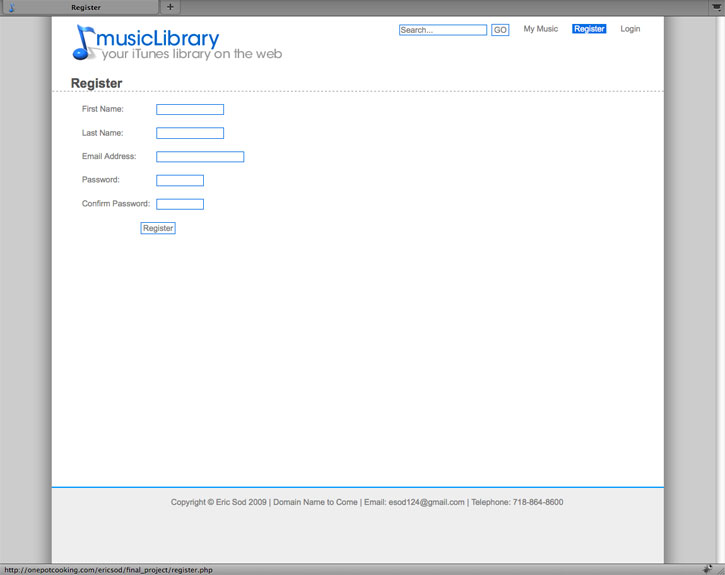 Register
+
musicLibrary
your iTunes library on the web
Search... GO My Music Register Login
Register
First Name:
Last Name:
Email Address:
Password:
Confirm Password:
Register
Copyright © Eric Sod 2009 | Domain Name to Come | Email: esod124@gmail.com | Telephone: 718-864-8600
http://onepotcooking.com/ericsod/final_project/register.php